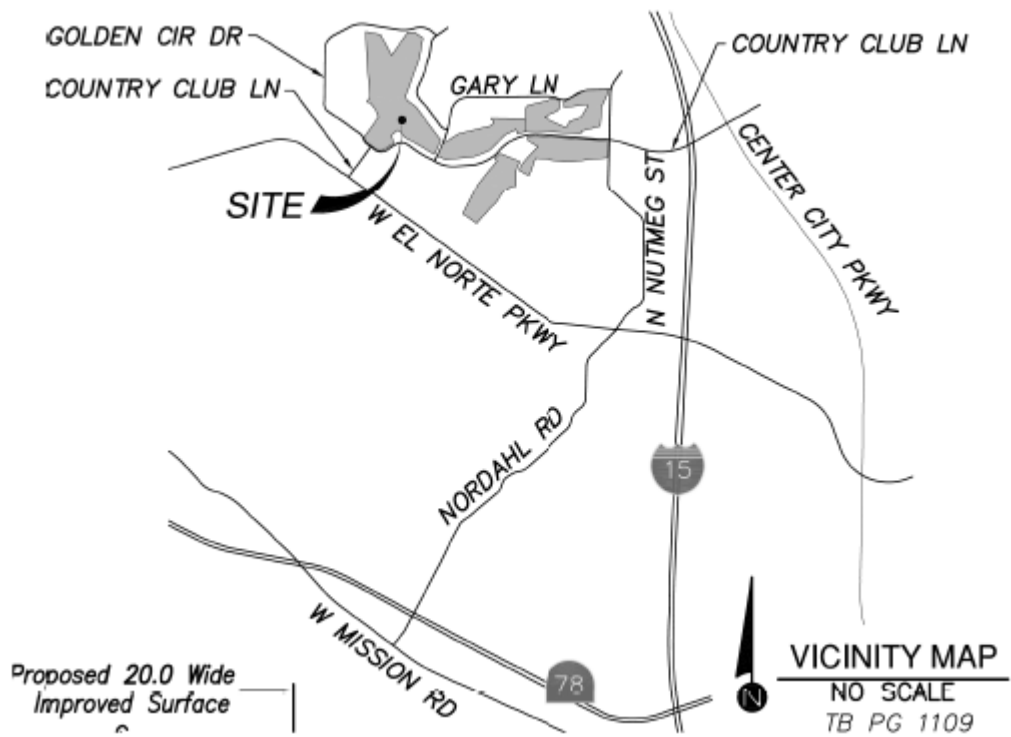 GOLDEN CIR DR
COUNTRY CLUB LN
COUNTRY CLUB LN
GARY LN
CENTER CITY PKWY
SITE
N NUTMEG ST
W EL NORTE PKWY
NORDAHL RD
15
W MISSION RD
78
N
VICINITY MAP
NO SCALE
TB PG 1109
Proposed 20.0 Wide
Improved Surface